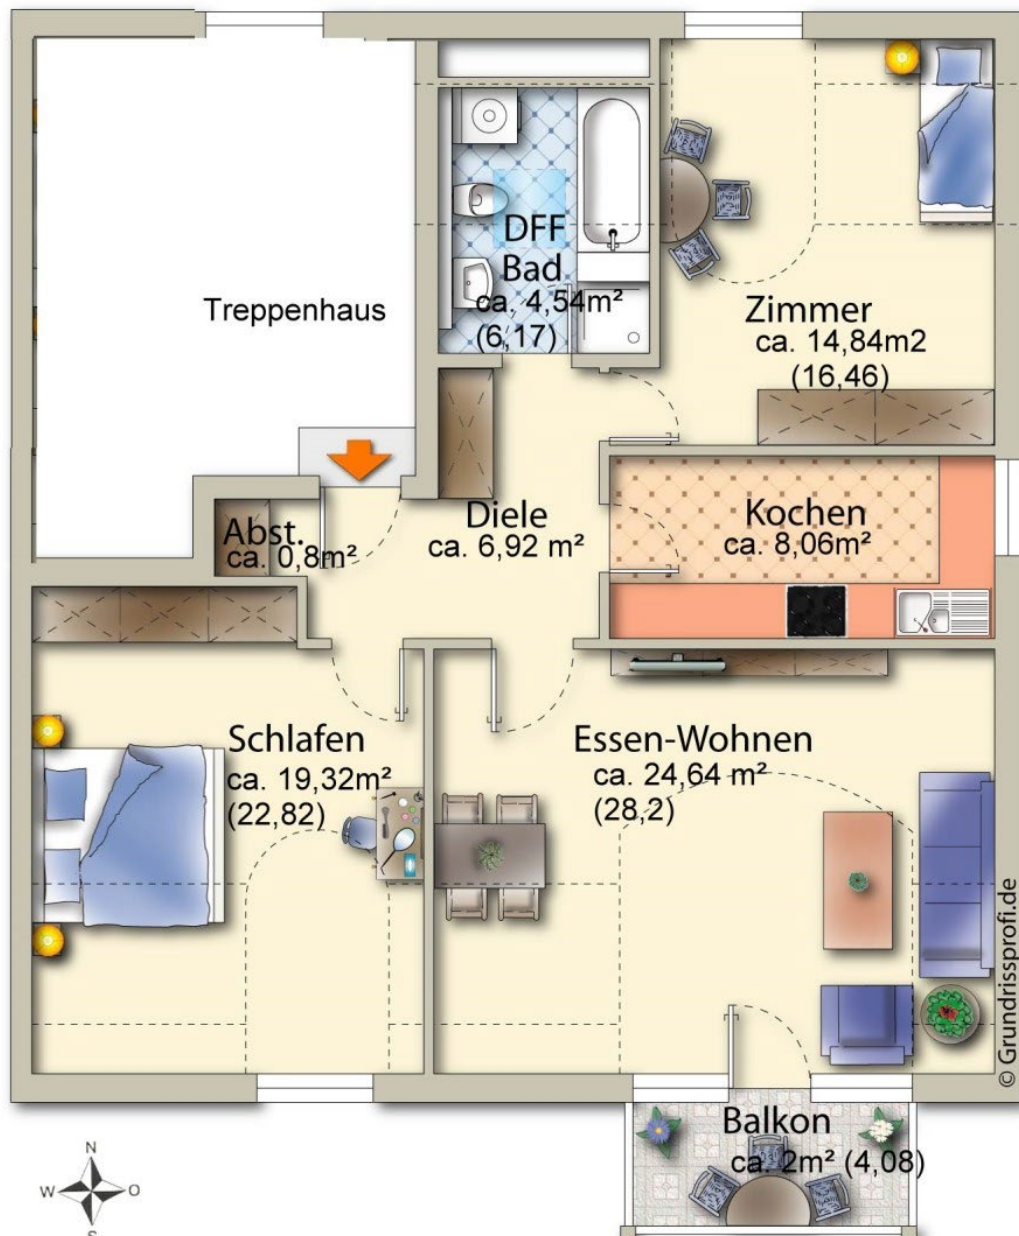 DFF
Bad
ca. 4,54m²
(6,17)
Treppenhaus
Zimmer
ca. 14,84m2
(16,46)
Abst.
ca. 0,8m²
Diele
ca. 6,92 m²
Kochen
ca. 8,06m²
Schlafen
ca. 19,32m²
(22,82)
Essen-Wohnen
ca. 24,64 m²
(28,2)
© Grundrissprofi.de
Balkon
ca. 2m² (4,08)
N
W O
S